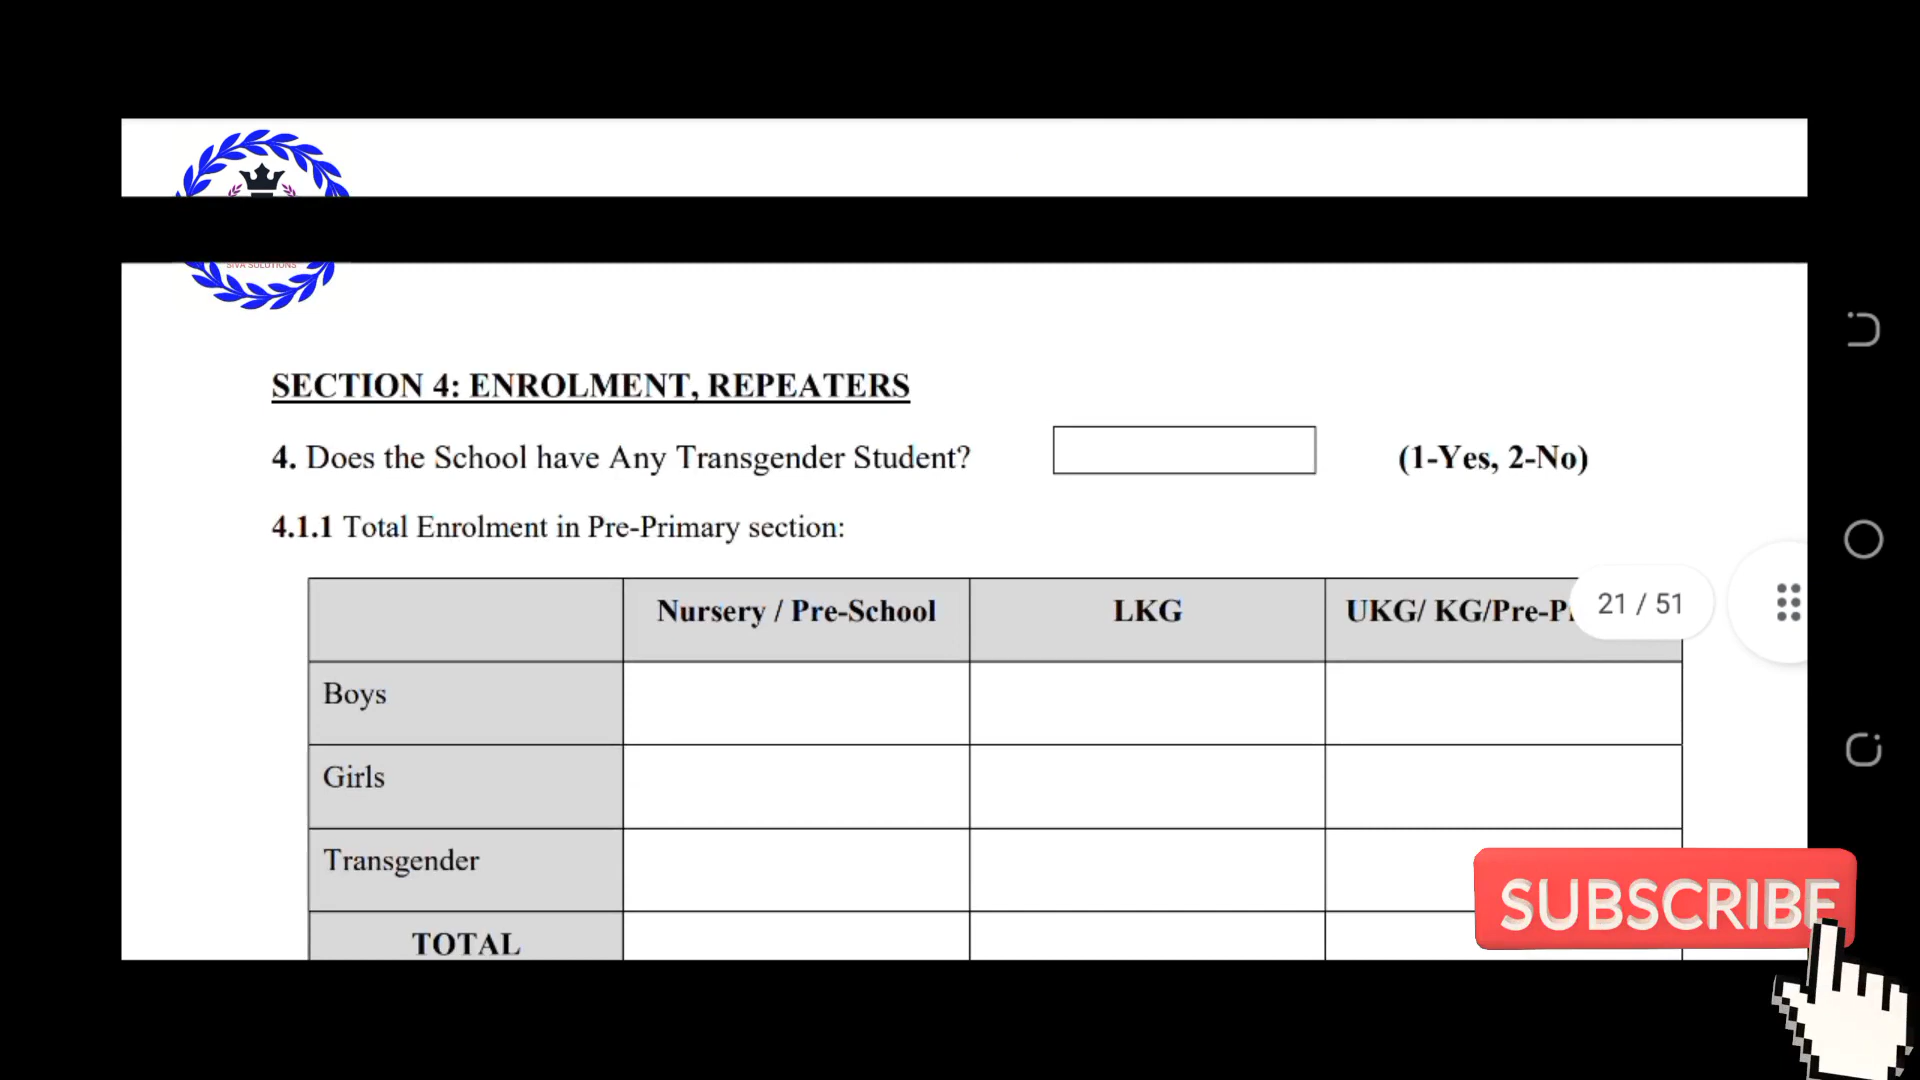 SIVA SOLUTIONS
SECTION 4: ENROLMENT, REPEATERS
4. Does the School have Any Transgender Student? (1-Yes, 2-No)
4.1.1 Total Enrolment in Pre-Primary section:
Nursery / Pre-School LKG UKG/ KG/Pre-P
21 / 51
Boys
Girls
Transgender
TOTAL
SUBSCRIBE